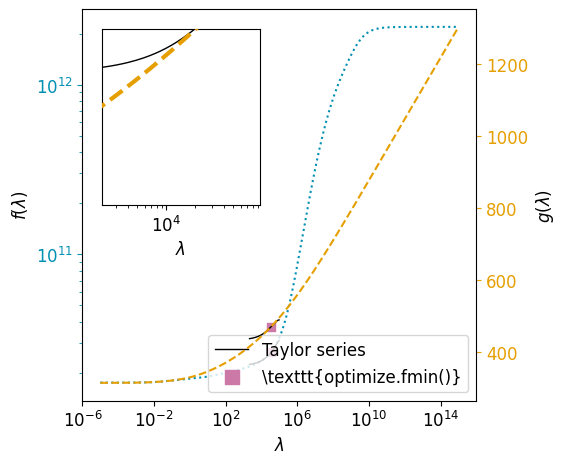 10^12
10^11
f(λ)
10^4
λ
1200
1000
800
600
400
g(λ)
Taylor series
\texttt{optimize.fmin()}
10^−6
10^−2
10^2
10^6
10^10
10^14
λ